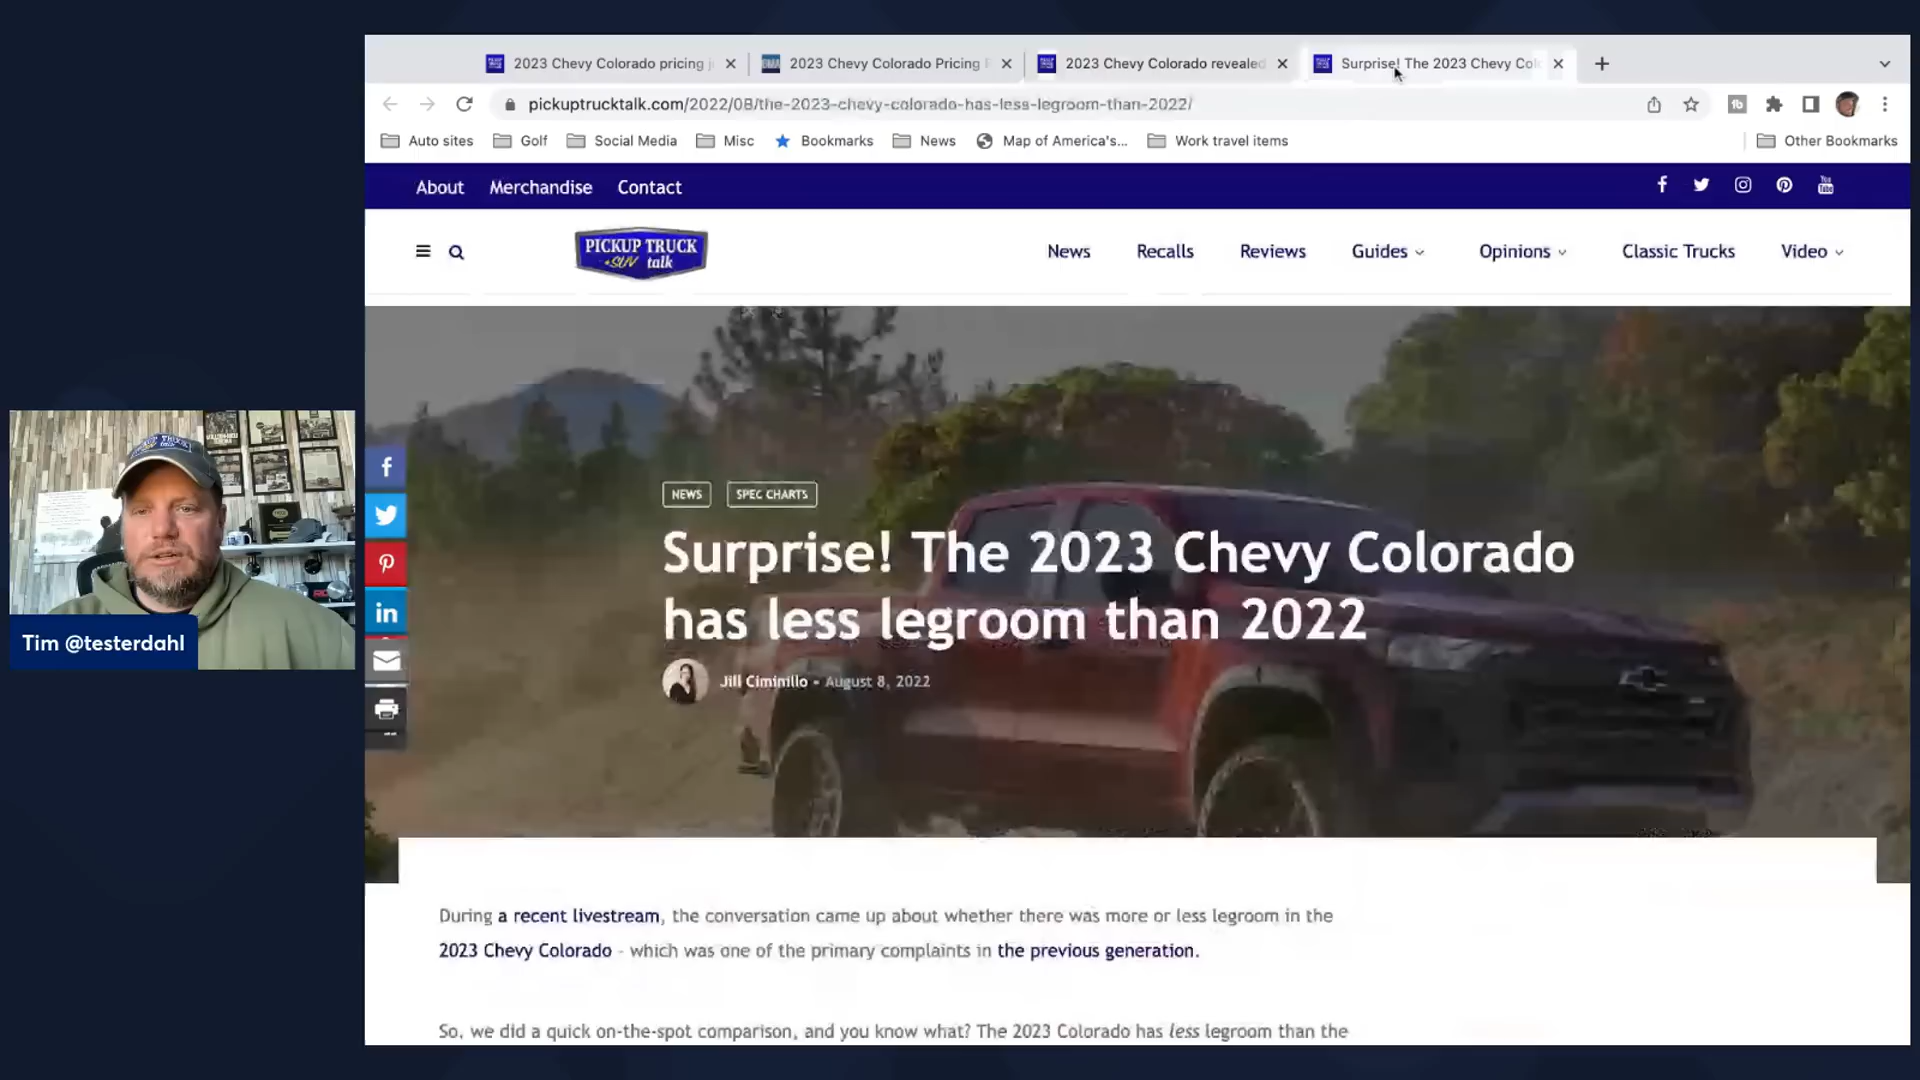 2023 Chevy Colorado pricing
2023 Chevy Colorado Pricing
2023 Chevy Colorado revealed
Surprise! The 2023 Chevy Col
pickuptrucktalk.com/2022/08/the-2023-chevy-colorado-has-less-legroom-than-2022/
Auto sites
Golf
Social Media
Misc
Bookmarks
News
Map of America's...
Work travel items
Other Bookmarks
About
Merchandise
Contact
PICKUP TRUCK
+SUV talk
News
Recalls
Reviews
Guides
Opinions
Classic Trucks
Video
NEWS
SPEC CHARTS
Surprise! The 2023 Chevy Colorado
has less legroom than 2022
Jill Ciminillo - August 8, 2022
Tim @testerdahl
During a recent livestream, the conversation came up about whether there was more or less legroom in the
2023 Chevy Colorado - which was one of the primary complaints in the previous generation.
So, we did a quick on-the-spot comparison, and you know what? The 2023 Colorado has less legroom than the